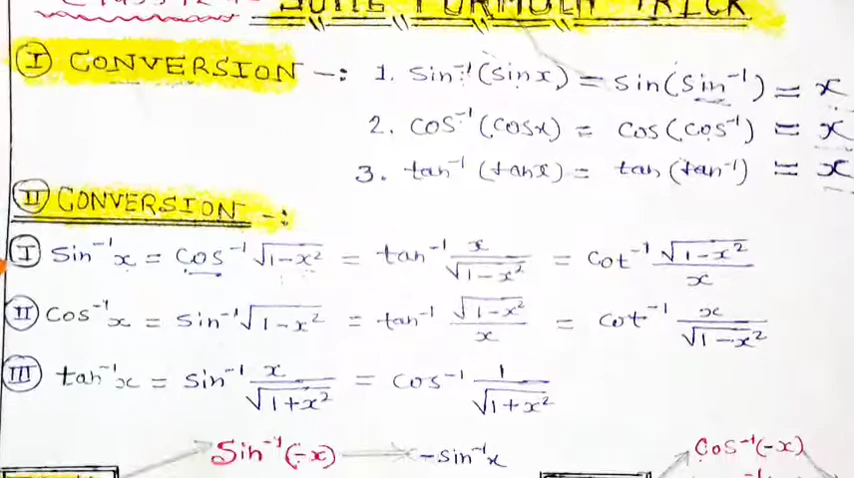 SOME FORMULA TRICK
I CONVERSION -: 1. sin⁻¹(sinx) = sin(sin⁻¹) = x
2. cos⁻¹(cosx) = cos(cos⁻¹) = x
3. tan⁻¹(tanx) = tan(tan⁻¹) = x
II CONVERSION -:
I sin⁻¹x = cos⁻¹√(1-x²) = tan⁻¹ x/√(1-x²) = cot⁻¹ √(1-x²)/x
II cos⁻¹x = sin⁻¹√(1-x²) = tan⁻¹ √(1-x²)/x = cot⁻¹ x/√(1-x²)
III tan⁻¹x = sin⁻¹ x/√(1+x²) = cos⁻¹ 1/√(1+x²)
Sin⁻¹(-x) → -sin⁻¹x
Cos⁻¹(-x)